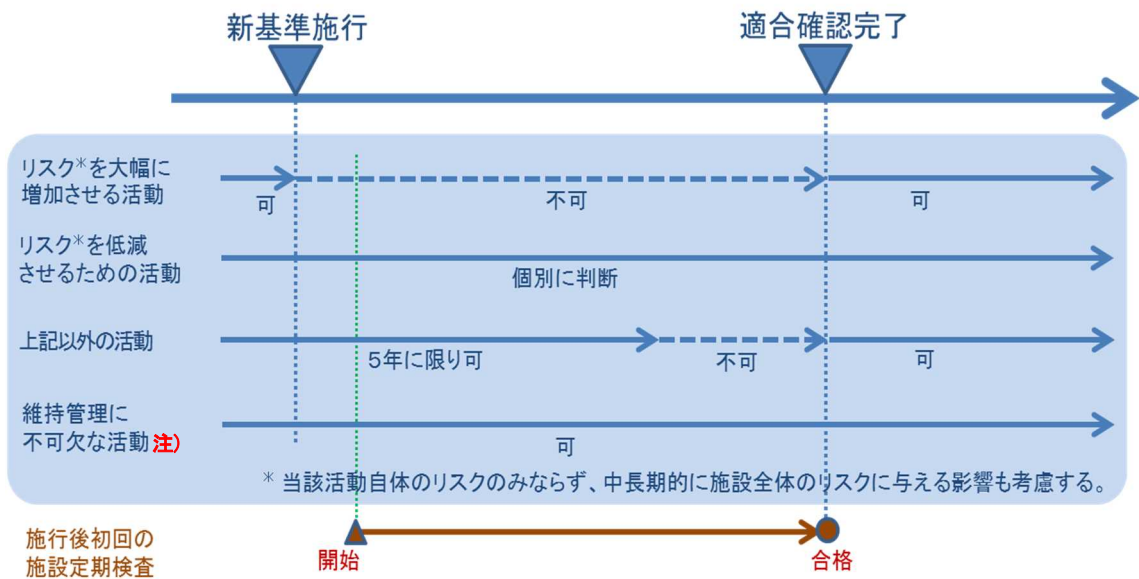 新基準施行
適合確認完了
リスク*を大幅に
増加させる活動
可
不可
可
リスク*を低減
させるための活動
個別に判断
上記以外の活動
5年に限り可
不可
可
維持管理に
不可欠な活動 注)
可
* 当該活動自体のリスクのみならず、中長期的に施設全体のリスクに与える影響も考慮する。
施行後初回の
施設定期検査
開始
合格